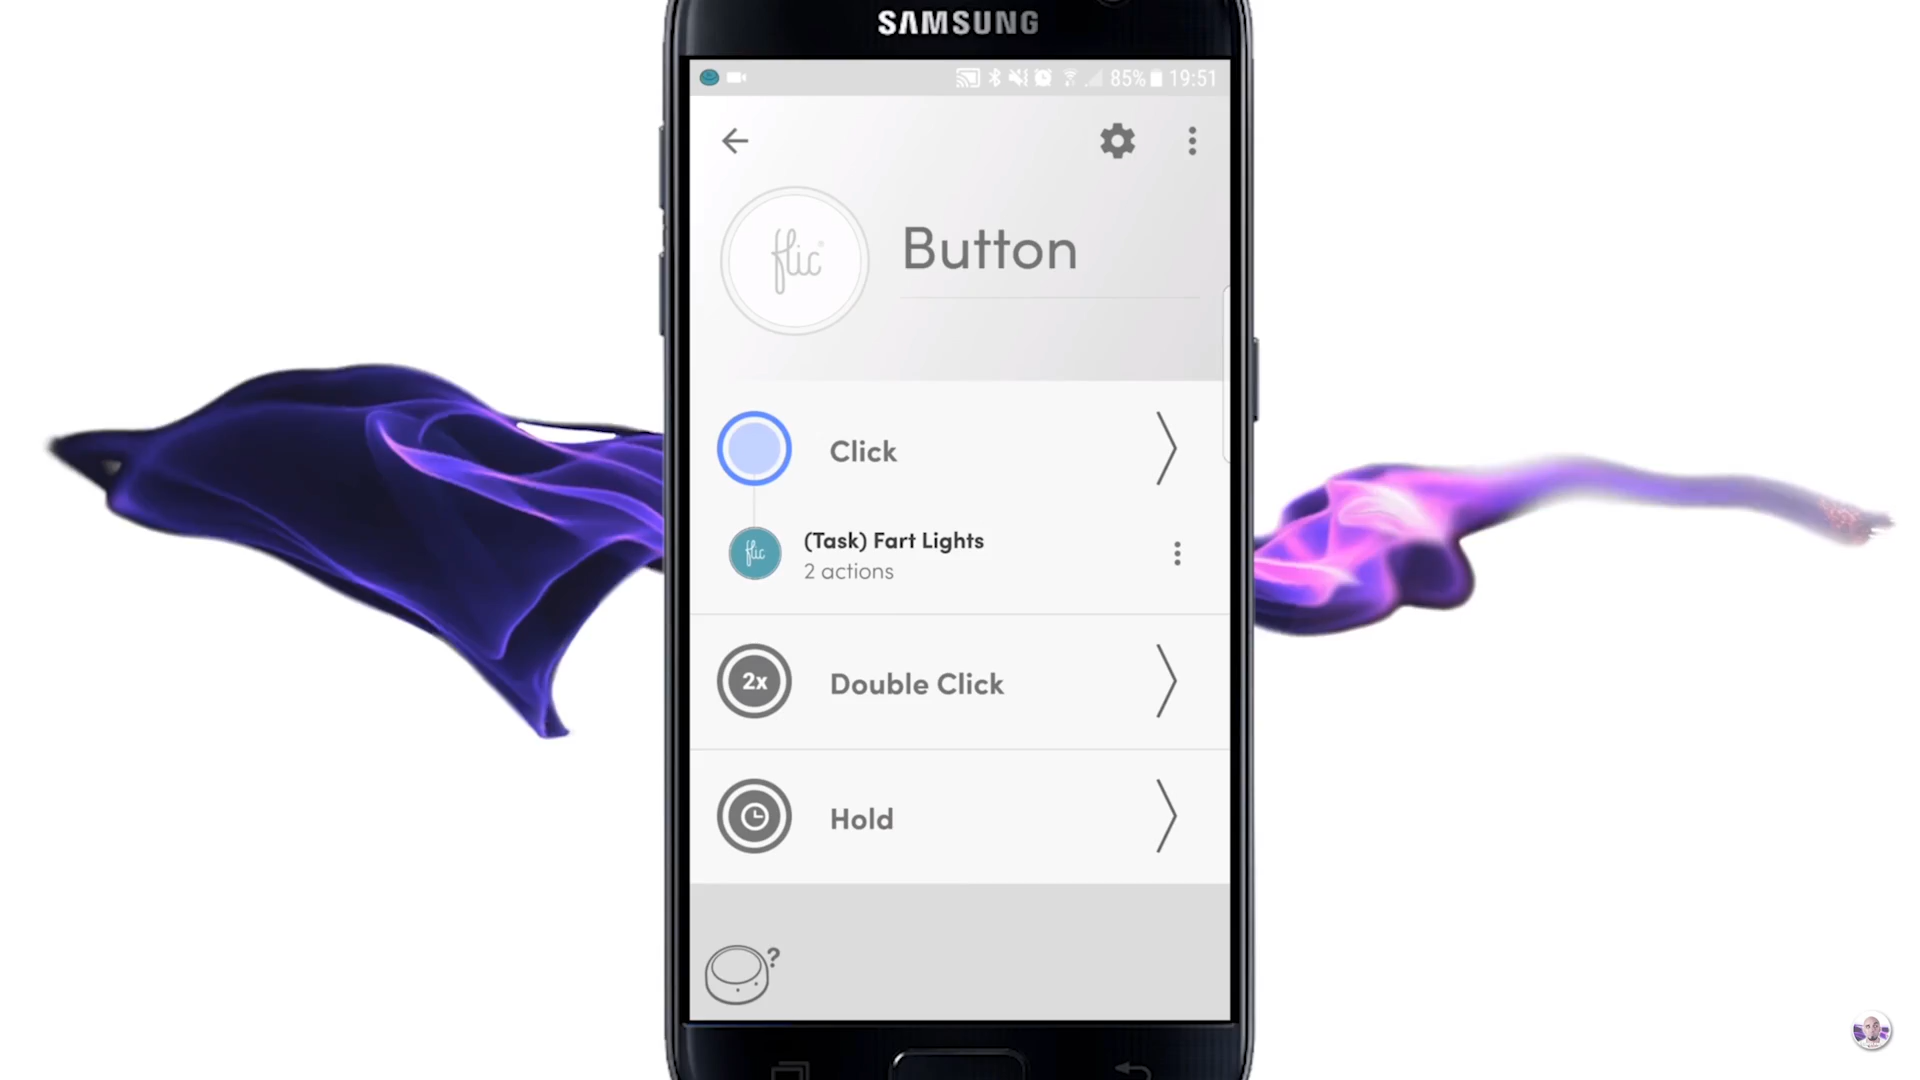 SAMSUNG
85% 19:51
flic
Button
Click
flic
(Task) Fart Lights
2 actions
2x
Double Click
Hold
?